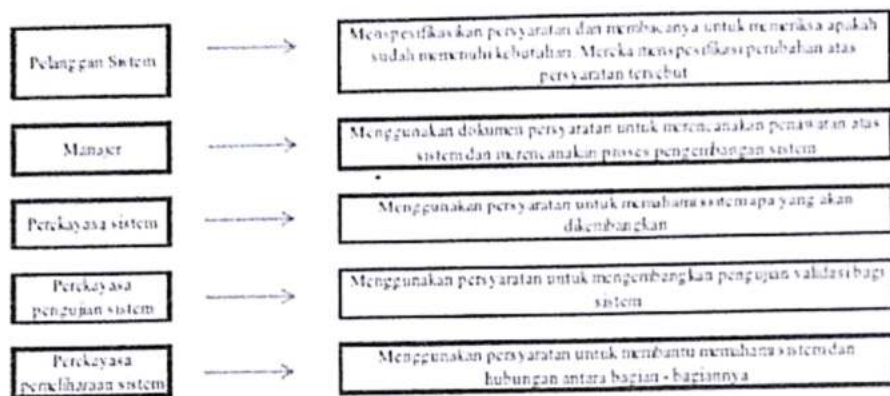 Pelanggan Sistem
Menspesifikasikan persyaratan dan membacanya untuk memeriksa apakah
sudah memenuhi kebutuhan. Mereka menspesifikasi perubahan atas
persyaratan tersebut
Manajer
Menggunakan dokumen persyaratan untuk merencanakan penawaran atas
sistem dan merencanakan proses pengembangan sistem
Perekayasa sistem
Menggunakan persyaratan untuk memahami sistem apa yang akan
dikembangkan
Perekayasa
pengujian sistem
Menggunakan persyaratan untuk mengembangkan pengujian validasi bagi
sistem
Perekayasa
pemeliharaan sistem
Menggunakan persyaratan untuk membantu memahami sistem dan
hubungan antara bagian - bagiannya